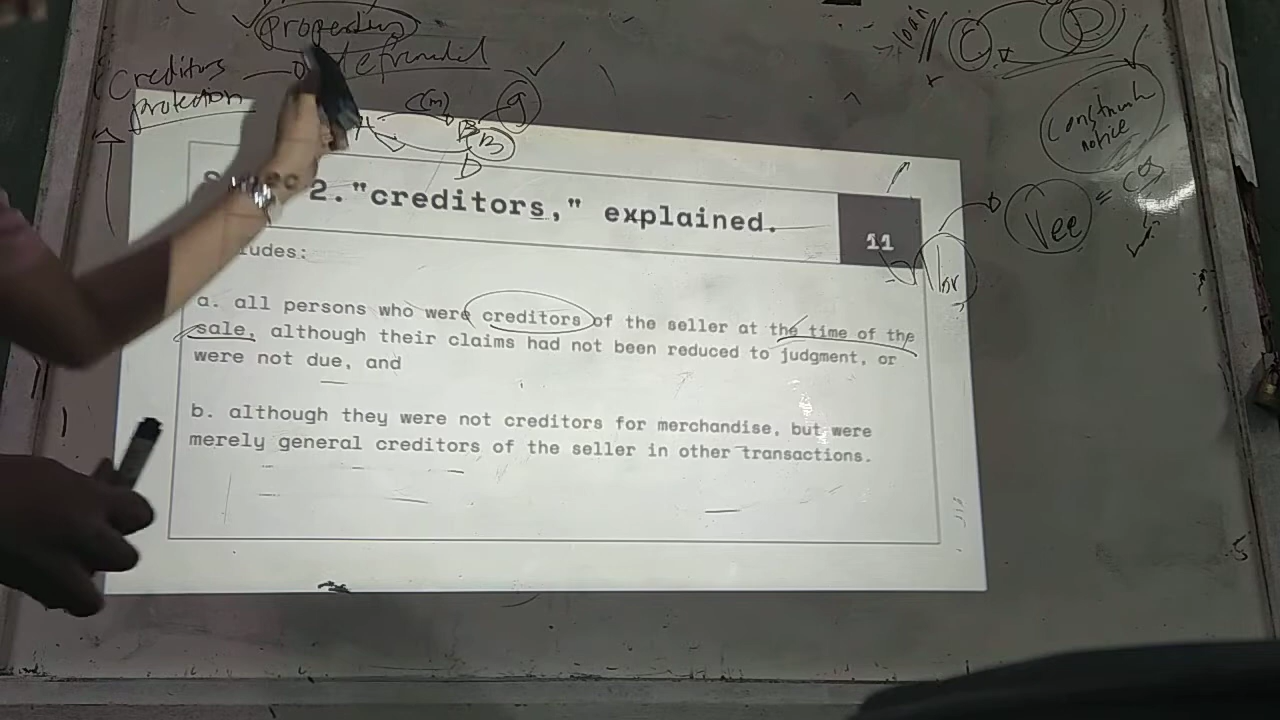 property
defraud
Creditors
protection
C(M)
g
A
B
B
D
loan
C
Constructive
notice
2."creditors," explained.
11
ludes:
a. all persons who were creditors of the seller at the time of the
sale, although their claims had not been reduced to judgment, or
were not due, and
b. although they were not creditors for merchandise, but were
merely general creditors of the seller in other transactions.